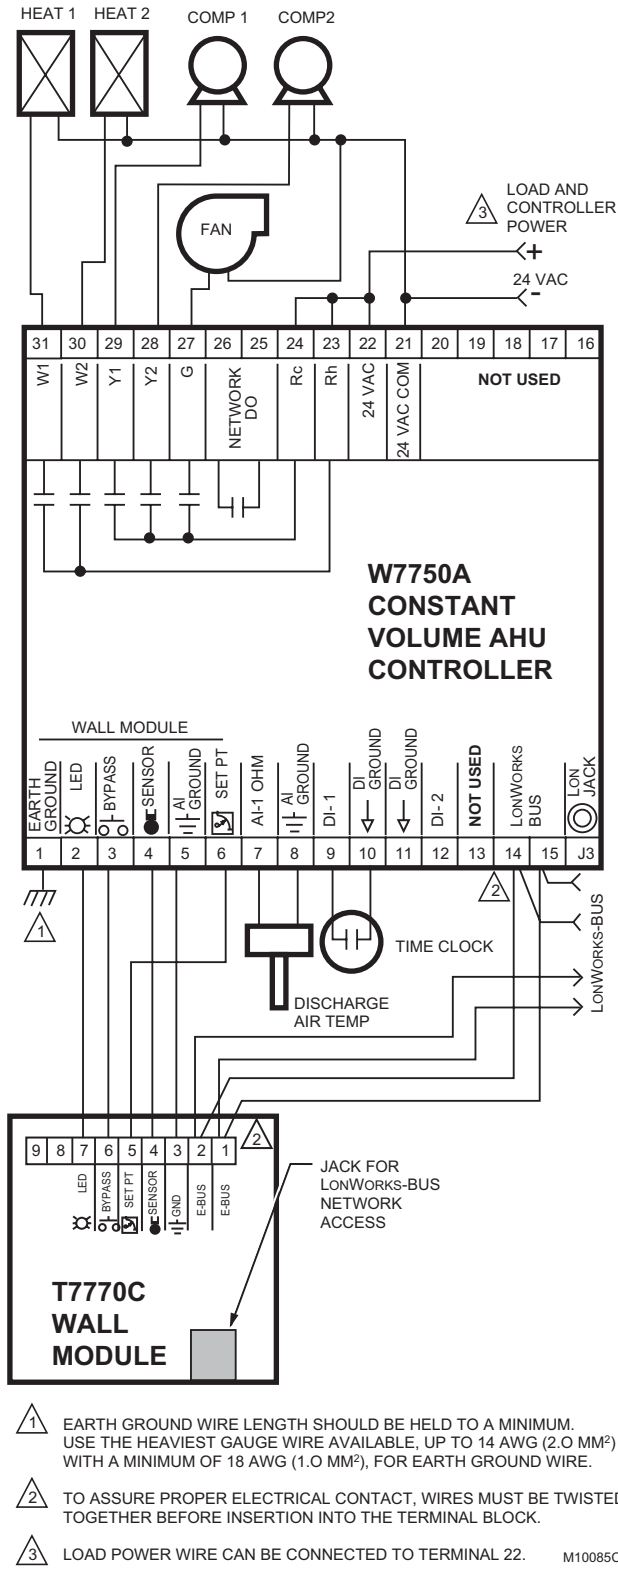 HEAT 1 HEAT 2 COMP 1 COMP2
FAN
3
LOAD AND
CONTROLLER
POWER
+
24 VAC
-
31 30 29 28 27 26 25 24 23 22 21 20 19 18 17 16
W1 W2 Y1 Y2 G NETWORK DO Rc Rh 24 VAC 24 VAC COM NOT USED
W7750A
CONSTANT
VOLUME AHU
CONTROLLER
WALL MODULE
EARTH GROUND
LED
BYPASS
SENSOR
AI GROUND
SET PT
AI-1 OHM
AI GROUND
DI- 1
DI GROUND
DI GROUND
DI- 2
NOT USED
LONWORKS BUS
LON JACK
1 2 3 4 5 6 7 8 9 10 11 12 13 14 15 J3
1
2
TIME CLOCK
DISCHARGE
AIR TEMP
LONWORKS-BUS
9 8 7 6 5 4 3 2 1
2
LED
BYPASS
SET PT
SENSOR
GND
E-BUS
E-BUS
JACK FOR
LONWORKS-BUS
NETWORK
ACCESS
T7770C
WALL
MODULE
1 EARTH GROUND WIRE LENGTH SHOULD BE HELD TO A MINIMUM.
USE THE HEAVIEST GAUGE WIRE AVAILABLE, UP TO 14 AWG (2.O MM²)
WITH A MINIMUM OF 18 AWG (1.O MM²), FOR EARTH GROUND WIRE.
2 TO ASSURE PROPER ELECTRICAL CONTACT, WIRES MUST BE TWISTED
TOGETHER BEFORE INSERTION INTO THE TERMINAL BLOCK.
3 LOAD POWER WIRE CAN BE CONNECTED TO TERMINAL 22. M10085C